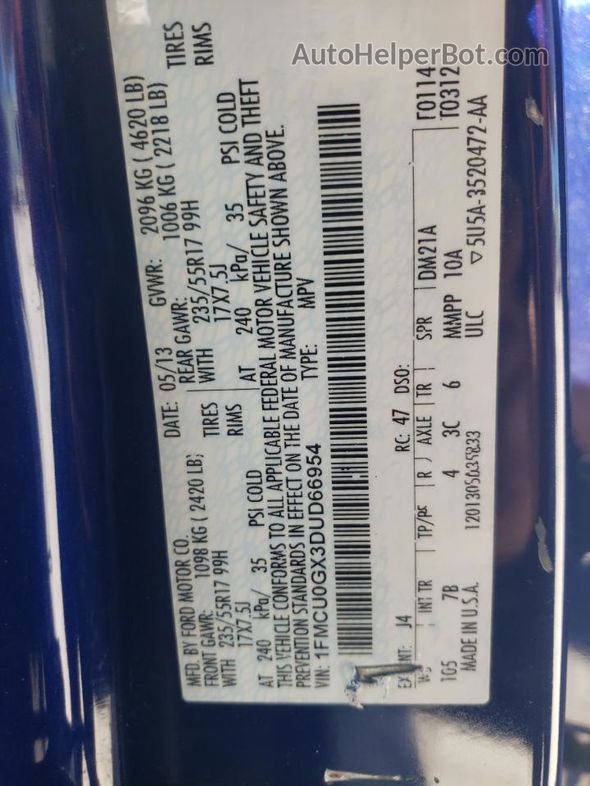 AutoHelperBot.com
MFD. BY FORD MOTOR CO.
DATE: 05/13 GVWR: 2096 KG ( 4620 LB)
FRONT GAWR: 1098 KG ( 2420 LB)
REAR GAWR: 1006 KG ( 2218 LB)
WITH 235/55R17 99H TIRES
WITH 235/55R17 99H TIRES
17X7.5J RIMS
17X7.5J RIMS
AT 240 kPa/ 35 PSI COLD
AT 240 kPa/ 35 PSI COLD
THIS VEHICLE CONFORMS TO ALL APPLICABLE FEDERAL MOTOR VEHICLE SAFETY AND THEFT
PREVENTION STANDARDS IN EFFECT ON THE DATE OF MANUFACTURE SHOWN ABOVE.
VIN: 1FMCU0GX3DUD66954 TYPE: MPV
F0114
T0312
EXT PNT: J4 RC: 47 DSO:
WB INT TR TP/PS R / AXLE TR SPR DM21A
105 7B 4 3C 6 MMPP 10A
MADE IN U.S.A. ULC ▽5U5A-3520472-AA